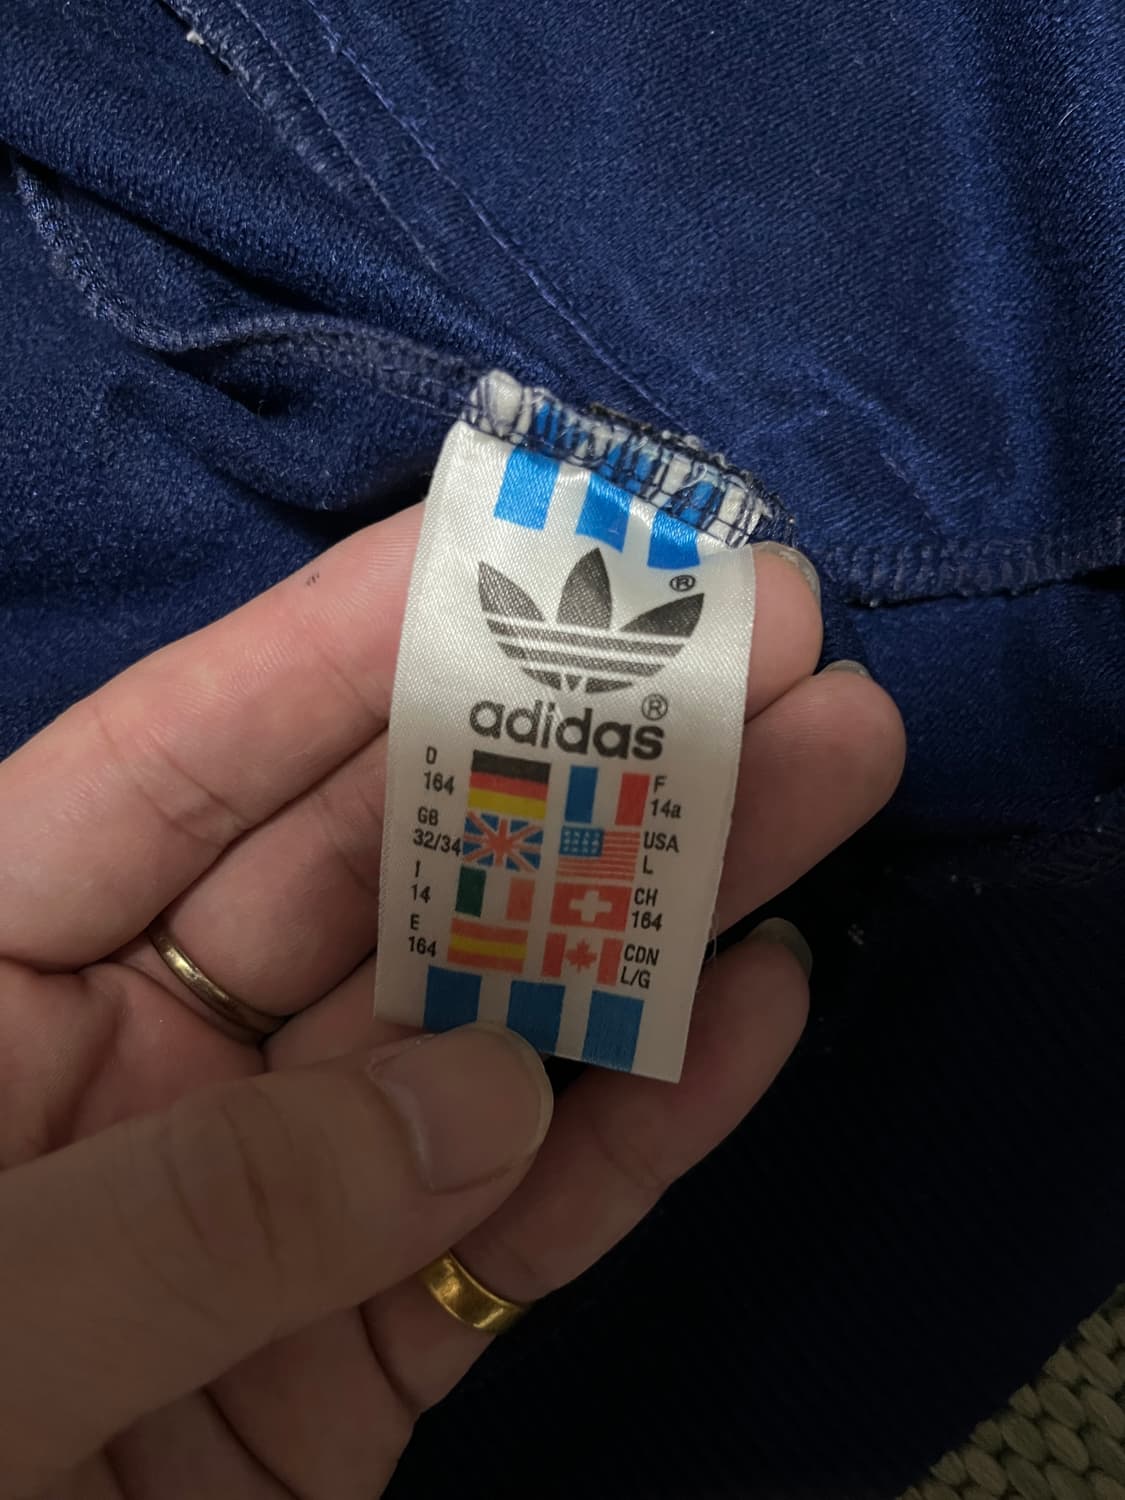 ®
adidas®
D
164
F
14a
GB
32/34
USA
L
I
14
CH
164
E
164
CDN
L/G